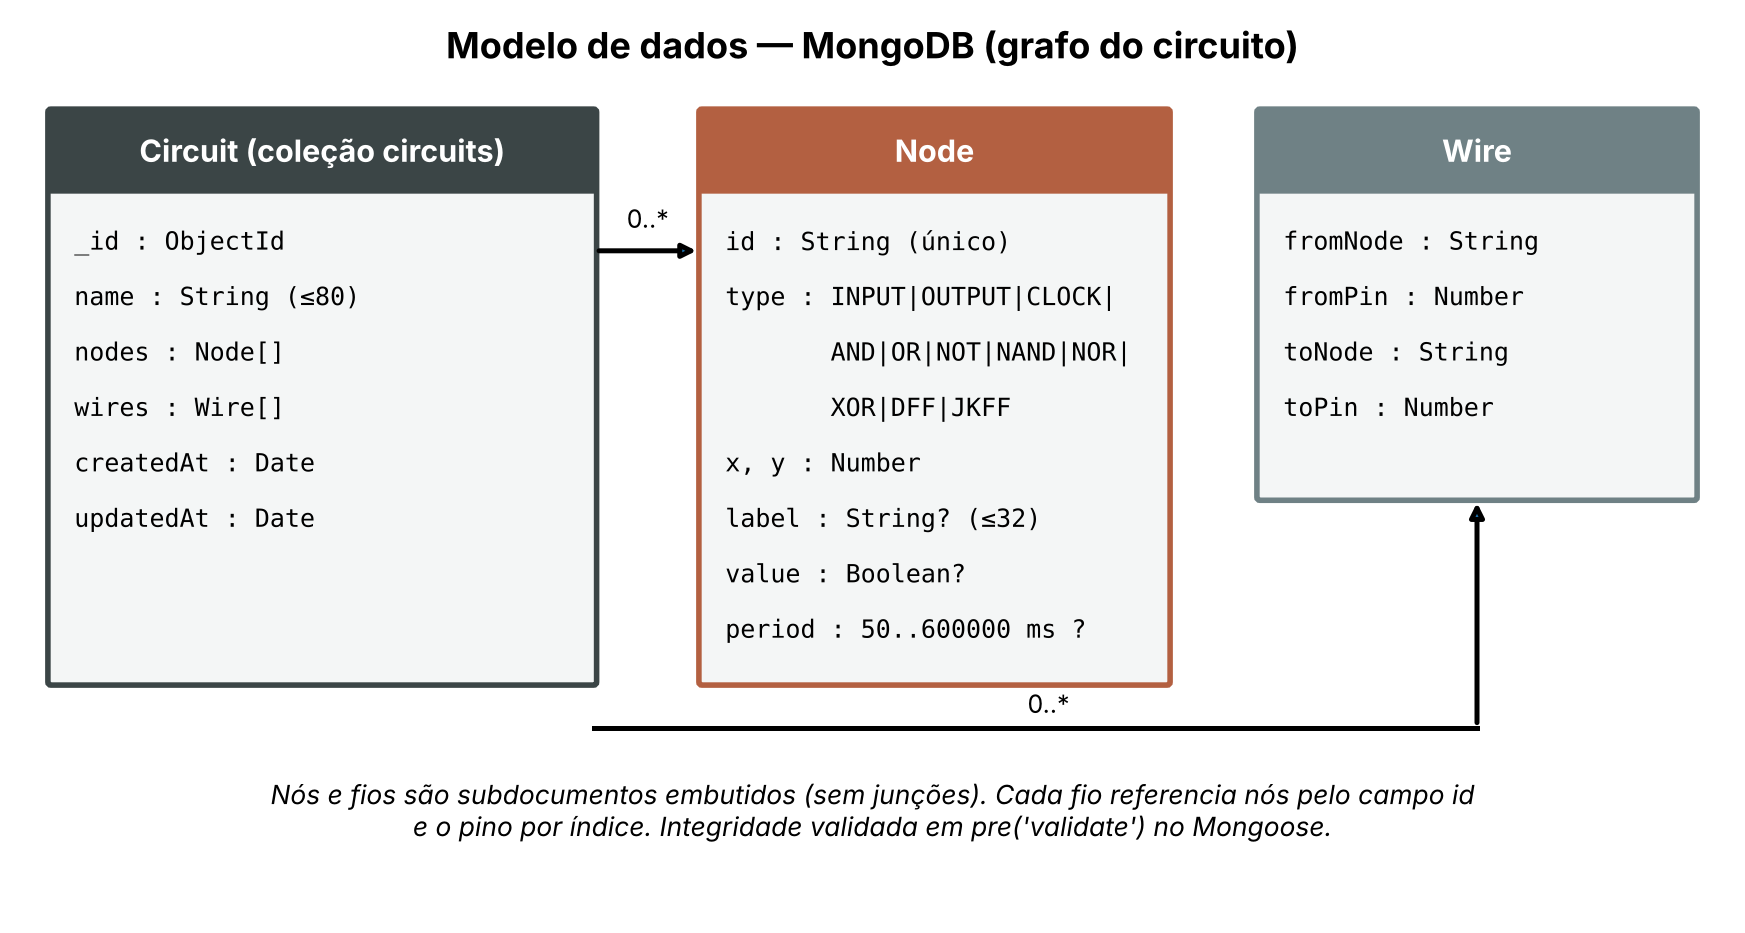 Modelo de dados — MongoDB (grafo do circuito)
Circuit (coleção circuits)
_id : ObjectId
name : String (≤80)
nodes : Node[]
wires : Wire[]
createdAt : Date
updatedAt : Date
0..*
Node
id : String (único)
type : INPUT|OUTPUT|CLOCK|
AND|OR|NOT|NAND|NOR|
XOR|DFF|JKFF
x, y : Number
label : String? (≤32)
value : Boolean?
period : 50..600000 ms ?
Wire
fromNode : String
fromPin : Number
toNode : String
toPin : Number
0..*
Nós e fios são subdocumentos embutidos (sem junções). Cada fio referencia nós pelo campo id
e o pino por índice. Integridade validada em pre('validate') no Mongoose.